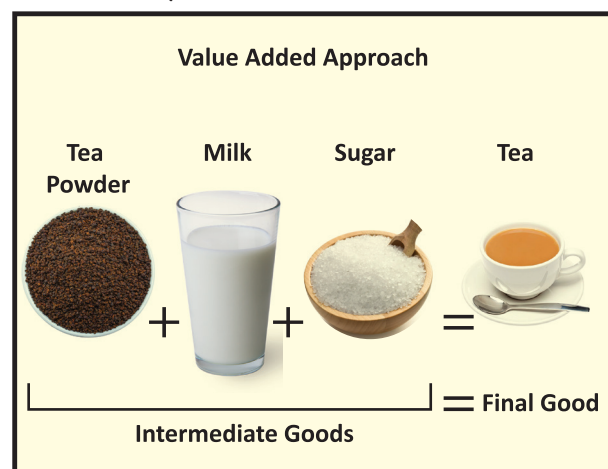 Value Added Approach
Tea Milk Sugar Tea
Powder
+ + =
= Final Good
Intermediate Goods